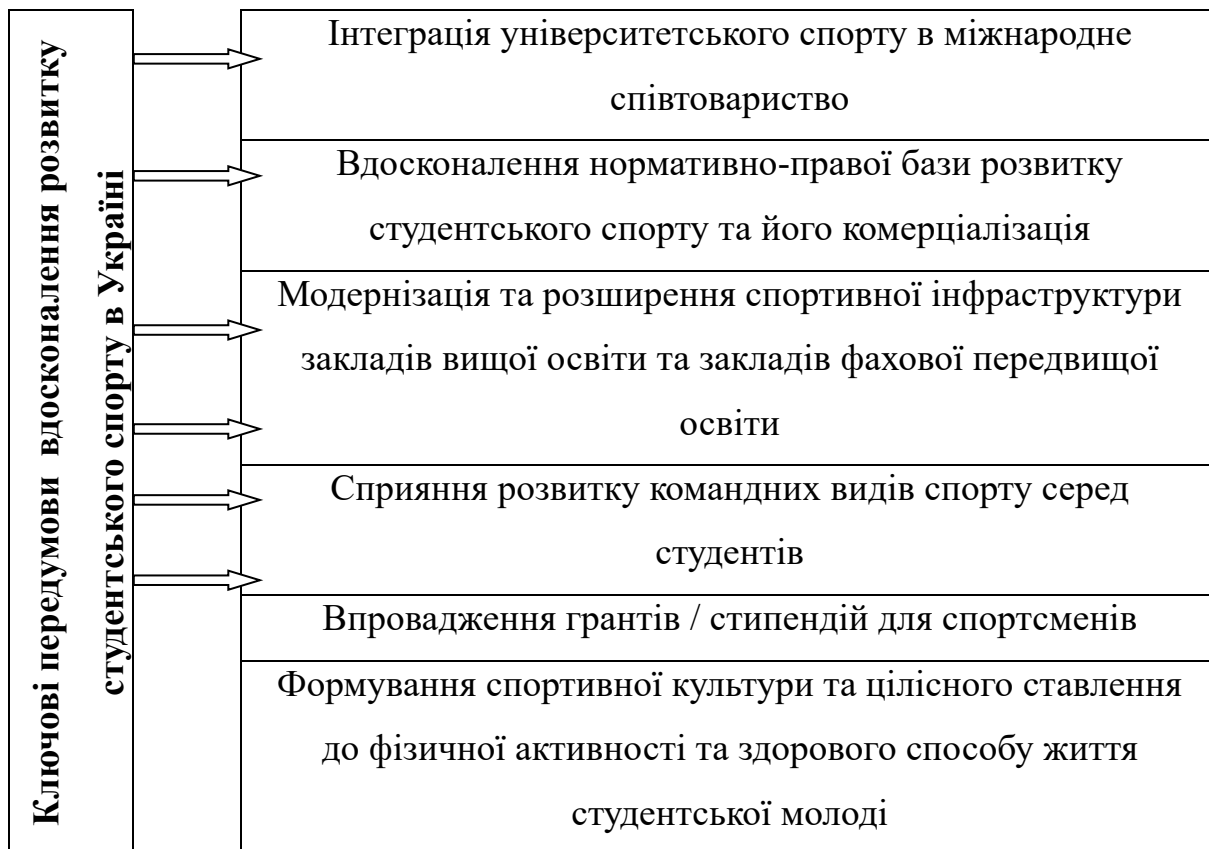 Ключові передумови вдосконалення розвитку
студентського спорту в Україні
Інтеграція університетського спорту в міжнародне
співтовариство
Вдосконалення нормативно-правої бази розвитку
студентського спорту та його комерціалізація
Модернізація та розширення спортивної інфраструктури
закладів вищої освіти та закладів фахової передвищої
освіти
Сприяння розвитку командних видів спорту серед
студентів
Впровадження грантів / стипендій для спортсменів
Формування спортивної культури та цілісного ставлення
до фізичної активності та здорового способу життя
студентської молоді